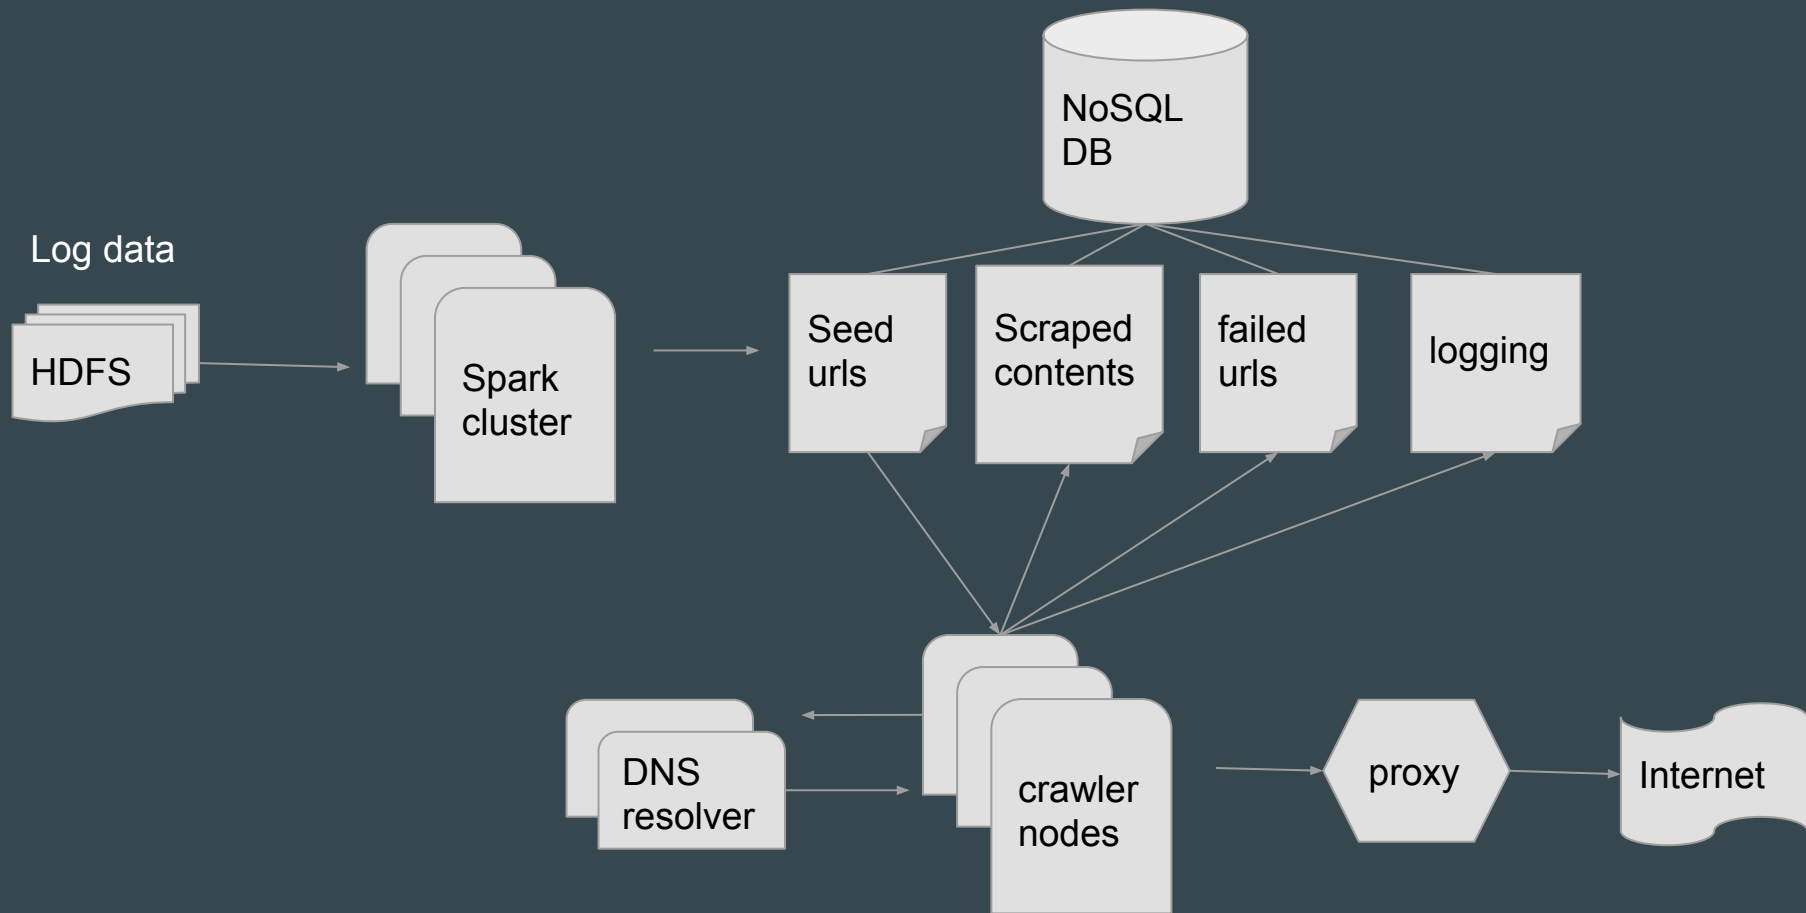 NoSQL
DB
Log data
HDFS
Spark
cluster
Seed
urls
Scraped
contents
failed
urls
logging
DNS
resolver
crawler
nodes
proxy
Internet